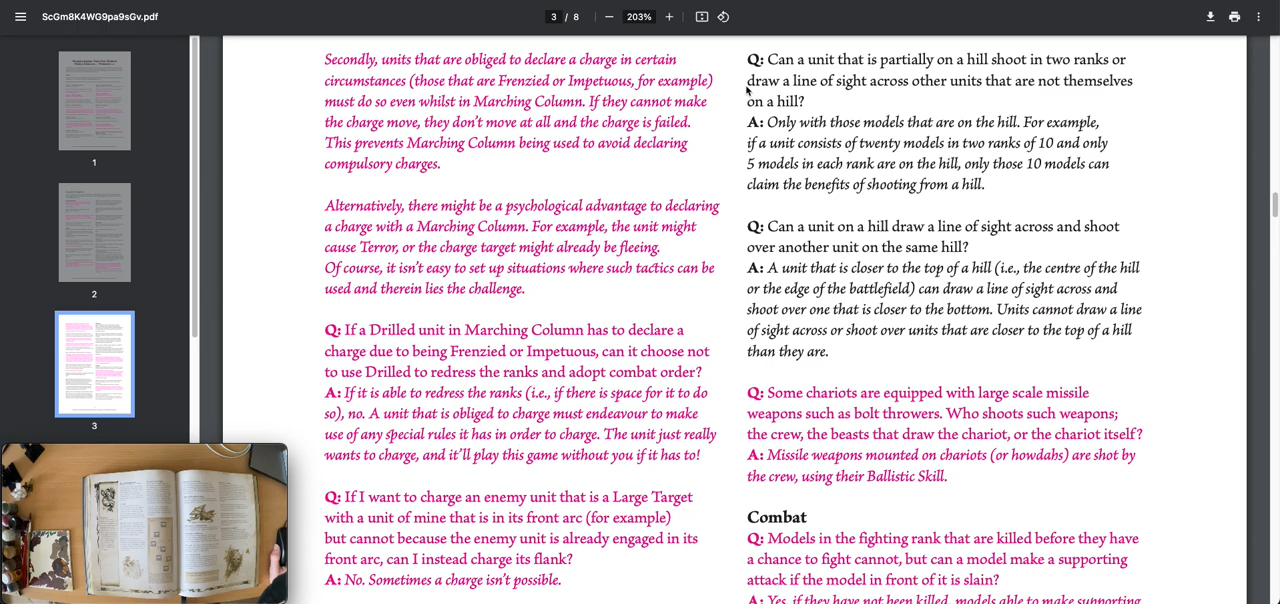 ScGm8K4WG9pa9sGv.pdf
3 / 8
203%
1
2
3
Secondly, units that are obliged to declare a charge in certain
circumstances (those that are Frenzied or Impetuous, for example)
must do so even whilst in Marching Column. If they cannot make
the charge move, they don't move at all and the charge is failed.
This prevents Marching Column being used to avoid declaring
compulsory charges.
Alternatively, there might be a psychological advantage to declaring
a charge with a Marching Column. For example, the unit might
cause Terror, or the charge target might already be fleeing.
Of course, it isn't easy to set up situations where such tactics can be
used and therein lies the challenge.
Q: If a Drilled unit in Marching Column has to declare a
charge due to being Frenzied or Impetuous, can it choose not
to use Drilled to redress the ranks and adopt combat order?
A: If it is able to redress the ranks (i.e., if there is space for it to do
so), no. A unit that is obliged to charge must endeavour to make
use of any special rules it has in order to charge. The unit just really
wants to charge, and it'll play this game without you if it has to!
Q: If I want to charge an enemy unit that is a Large Target
with a unit of mine that is in its front arc (for example)
but cannot because the enemy unit is already engaged in its
front arc, can I instead charge its flank?
A: No. Sometimes a charge isn't possible.
Q: Can a unit that is partially on a hill shoot in two ranks or
draw a line of sight across other units that are not themselves
on a hill?
A: Only with those models that are on the hill. For example,
if a unit consists of twenty models in two ranks of 10 and only
5 models in each rank are on the hill, only those 10 models can
claim the benefits of shooting from a hill.
Q: Can a unit on a hill draw a line of sight across and shoot
over another unit on the same hill?
A: A unit that is closer to the top of a hill (i.e., the centre of the hill
or the edge of the battlefield) can draw a line of sight across and
shoot over one that is closer to the bottom. Units cannot draw a line
of sight across or shoot over units that are closer to the top of a hill
than they are.
Q: Some chariots are equipped with large scale missile
weapons such as bolt throwers. Who shoots such weapons;
the crew, the beasts that draw the chariot, or the chariot itself?
A: Missile weapons mounted on chariots (or howdahs) are shot by
the crew, using their Ballistic Skill.
Combat
Q: Models in the fighting rank that are killed before they have
a chance to fight cannot, but can a model make a supporting
attack if the model in front of it is slain?
A: Yes, if they have not been killed, models able to make supporting